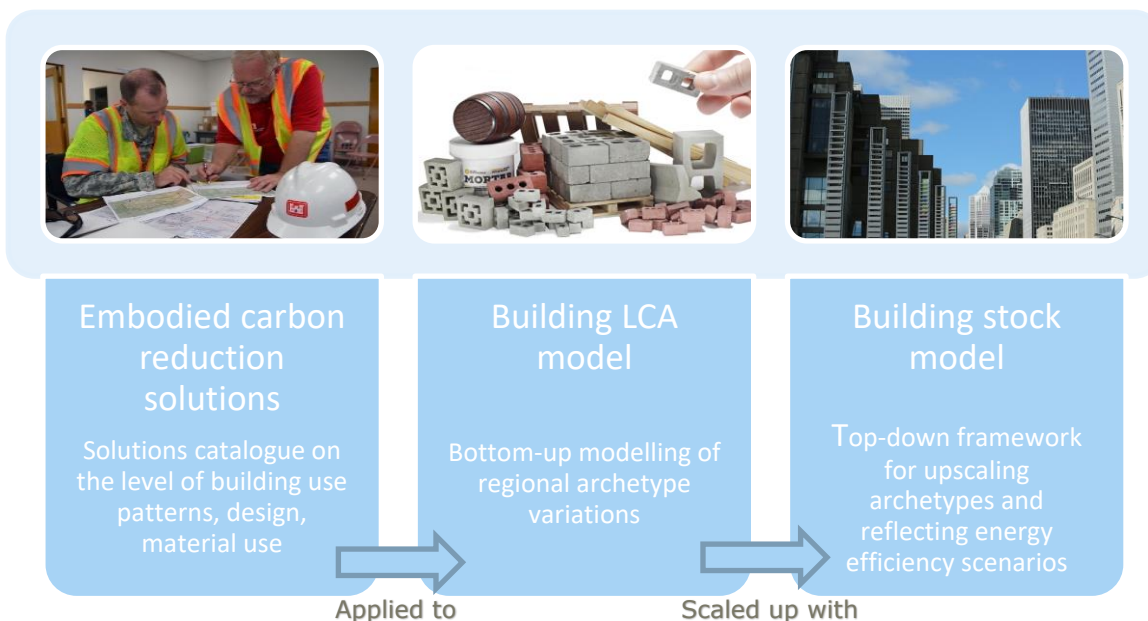 MORTAR
Embodied carbon
reduction
solutions
Solutions catalogue on
the level of building use
patterns, design,
material use
Building LCA
model
Bottom-up modelling of
regional archetype
variations
Building stock
model
Top-down framework
for upscaling
archetypes and
reflecting energy
efficiency scenarios
Applied to
Scaled up with